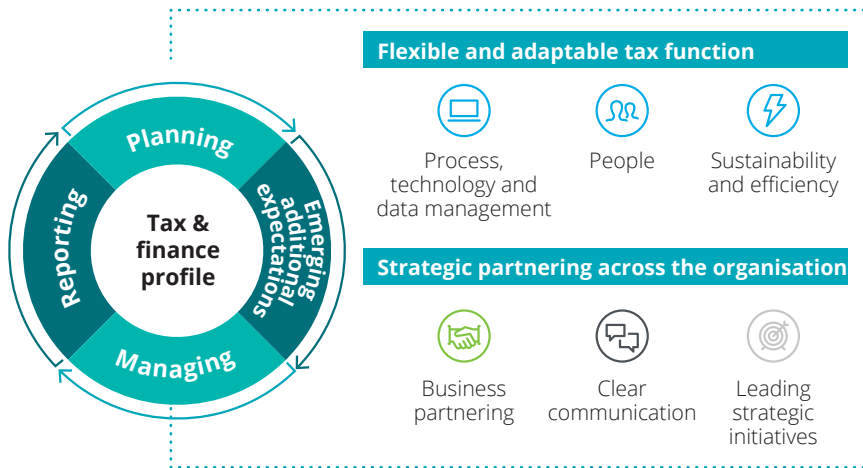 Planning
Emerging
additional
expectations
Managing
Reporting
Tax &
finance
profile
Flexible and adaptable tax function
Process,
technology and
data management
People
Sustainability
and efficiency
Strategic partnering across the organisation
Business
partnering
Clear
communication
Leading
strategic
initiatives